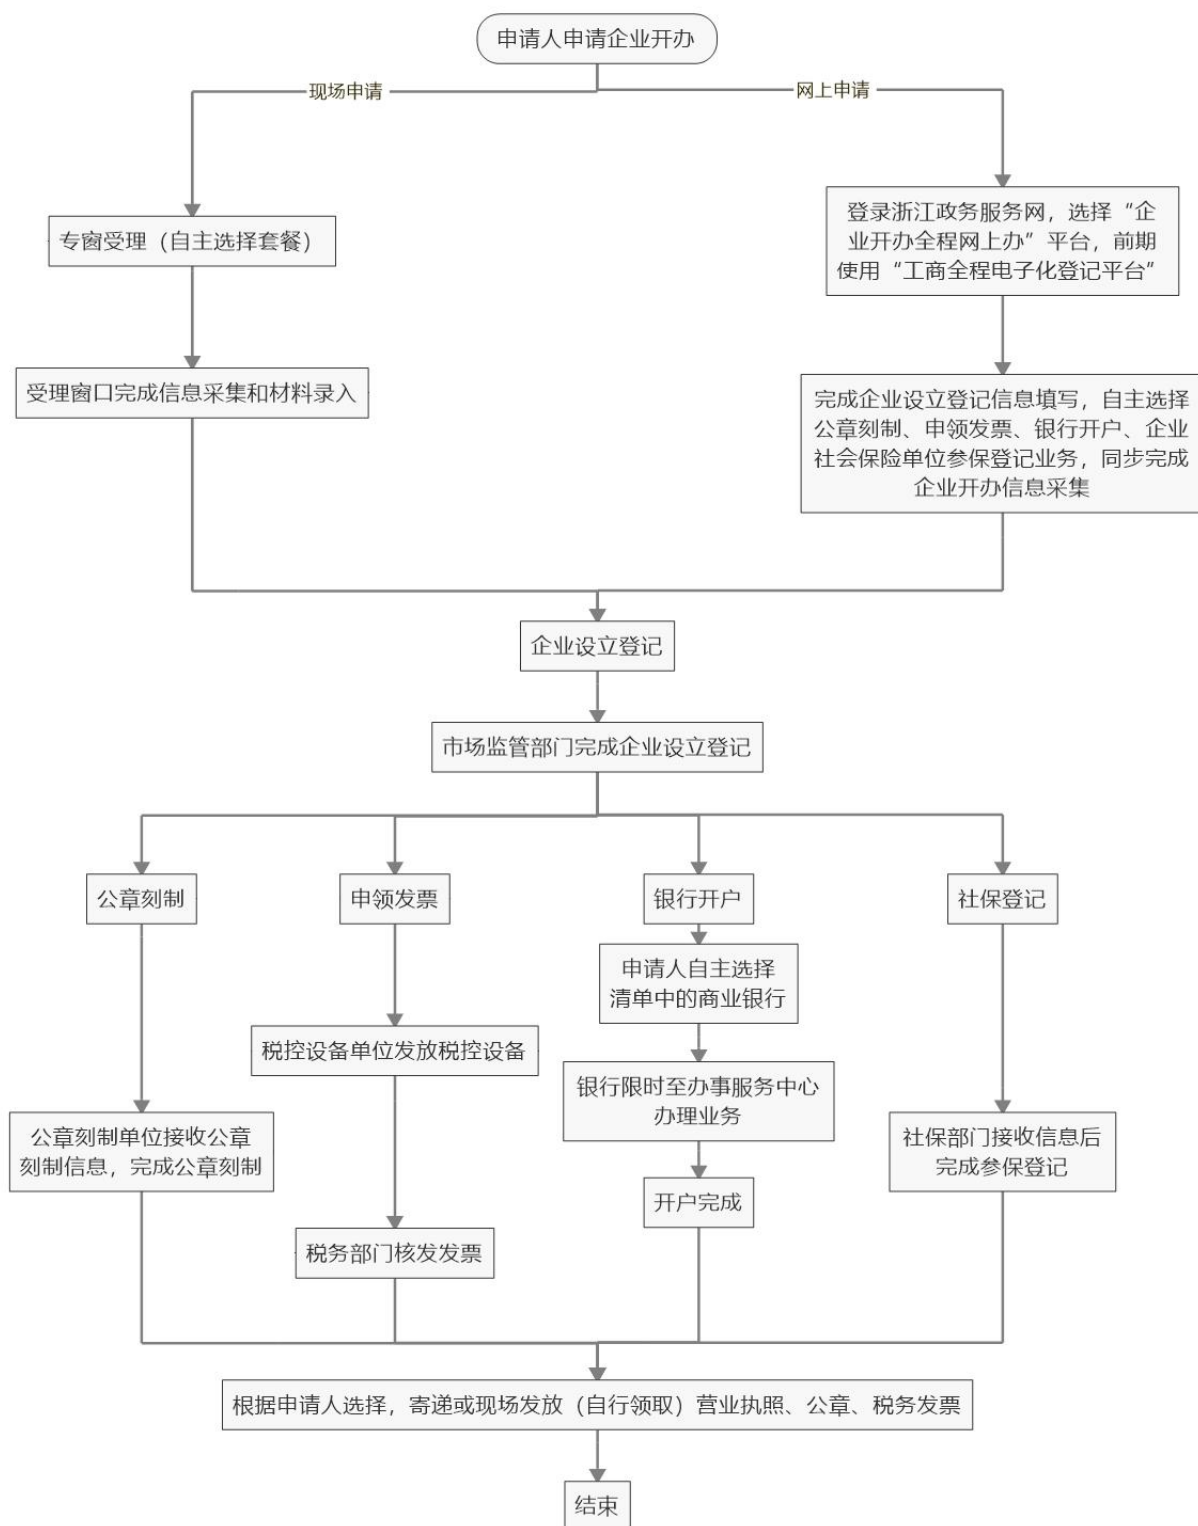 申请人申请企业开办
现场申请
网上申请
专窗受理（自主选择套餐）
登录浙江政务服务网，选择“企
业开办全程网上办”平台，前期
使用“工商全程电子化登记平台”
受理窗口完成信息采集和材料录入
完成企业设立登记信息填写，自主选择
公章刻制、申领发票、银行开户、企业
社会保险单位参保登记业务，同步完成
企业开办信息采集
企业设立登记
市场监管部门完成企业设立登记
公章刻制
申领发票
银行开户
社保登记
申请人自主选择
清单中的商业银行
税控设备单位发放税控设备
银行限时至办事服务中心
办理业务
公章刻制单位接收公章
刻制信息，完成公章刻制
社保部门接收信息后
完成参保登记
开户完成
税务部门核发发票
根据申请人选择，寄递或现场发放（自行领取）营业执照、公章、税务发票
结束